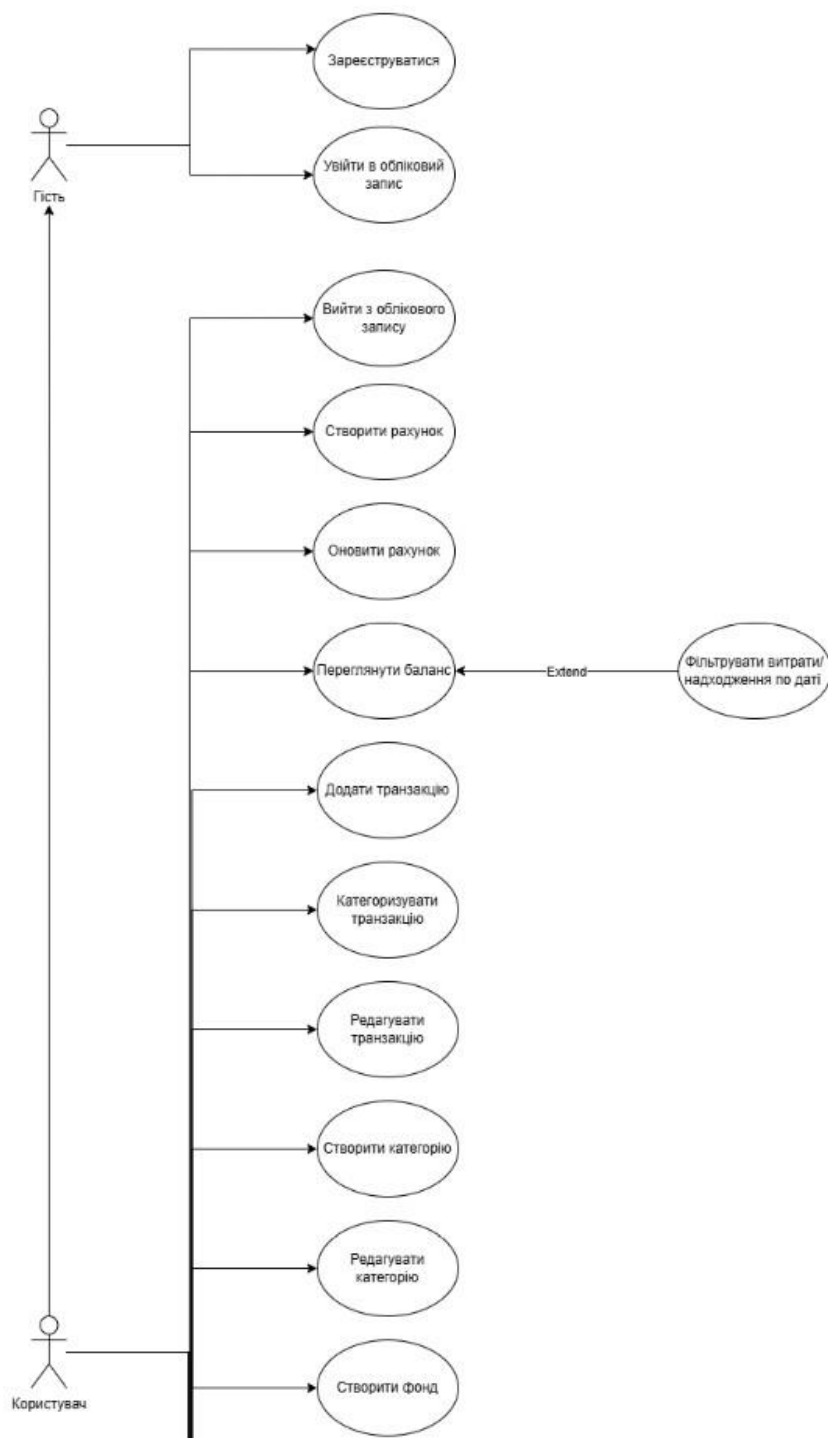 Зареєструватися
Увійти в обліковий
запис
Гість
Вийти з облікового
запису
Створити рахунок
Оновити рахунок
Переглянути баланс
Extend
Фільтрувати витрати/
надходження по даті
Додати транзакцію
Категоризувати
транзакцію
Редагувати
транзакцію
Створити категорію
Редагувати
категорію
Створити фонд
Користувач